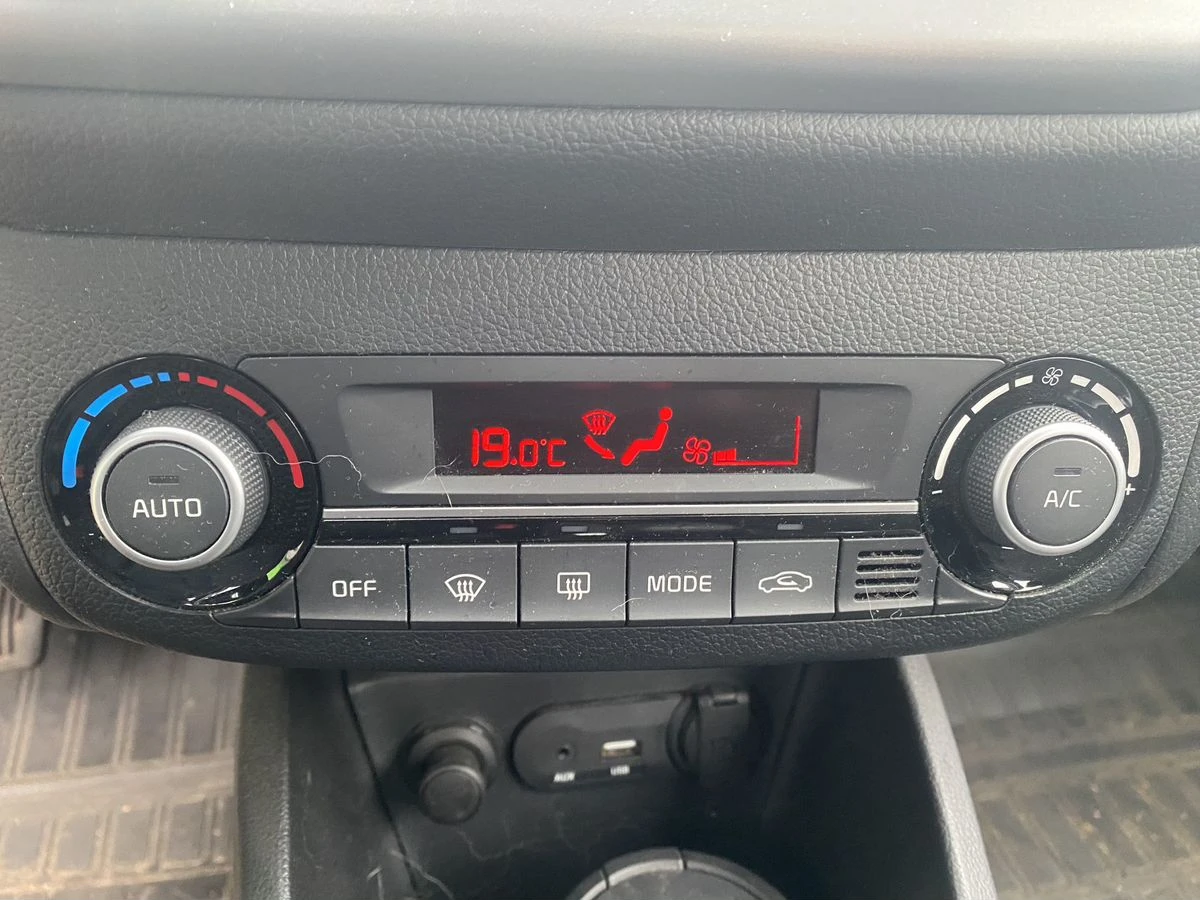 19.0°C
AUTO
- +
A/C
OFF
MODE
AUX
USB